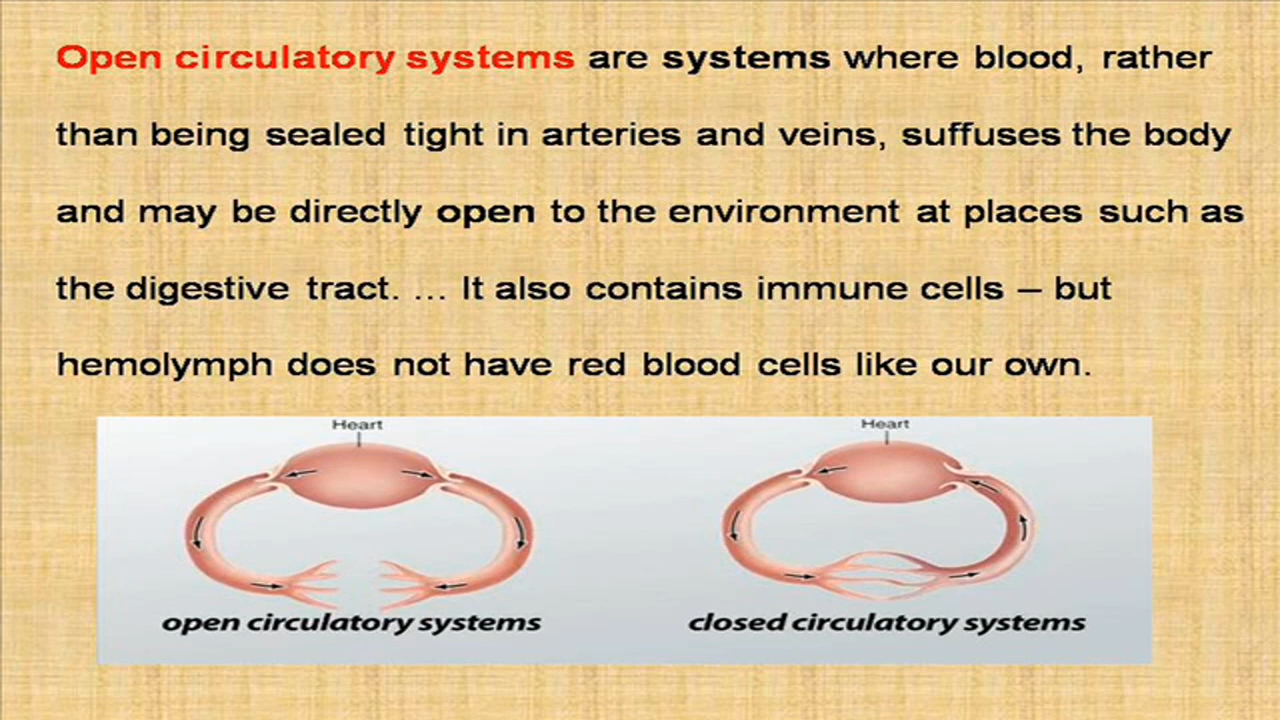 Open circulatory systems are systems where blood, rather
than being sealed tight in arteries and veins, suffuses the body
and may be directly open to the environment at places such as
the digestive tract. ... It also contains immune cells – but
hemolymph does not have red blood cells like our own.
Heart
Heart
open circulatory systems
closed circulatory systems